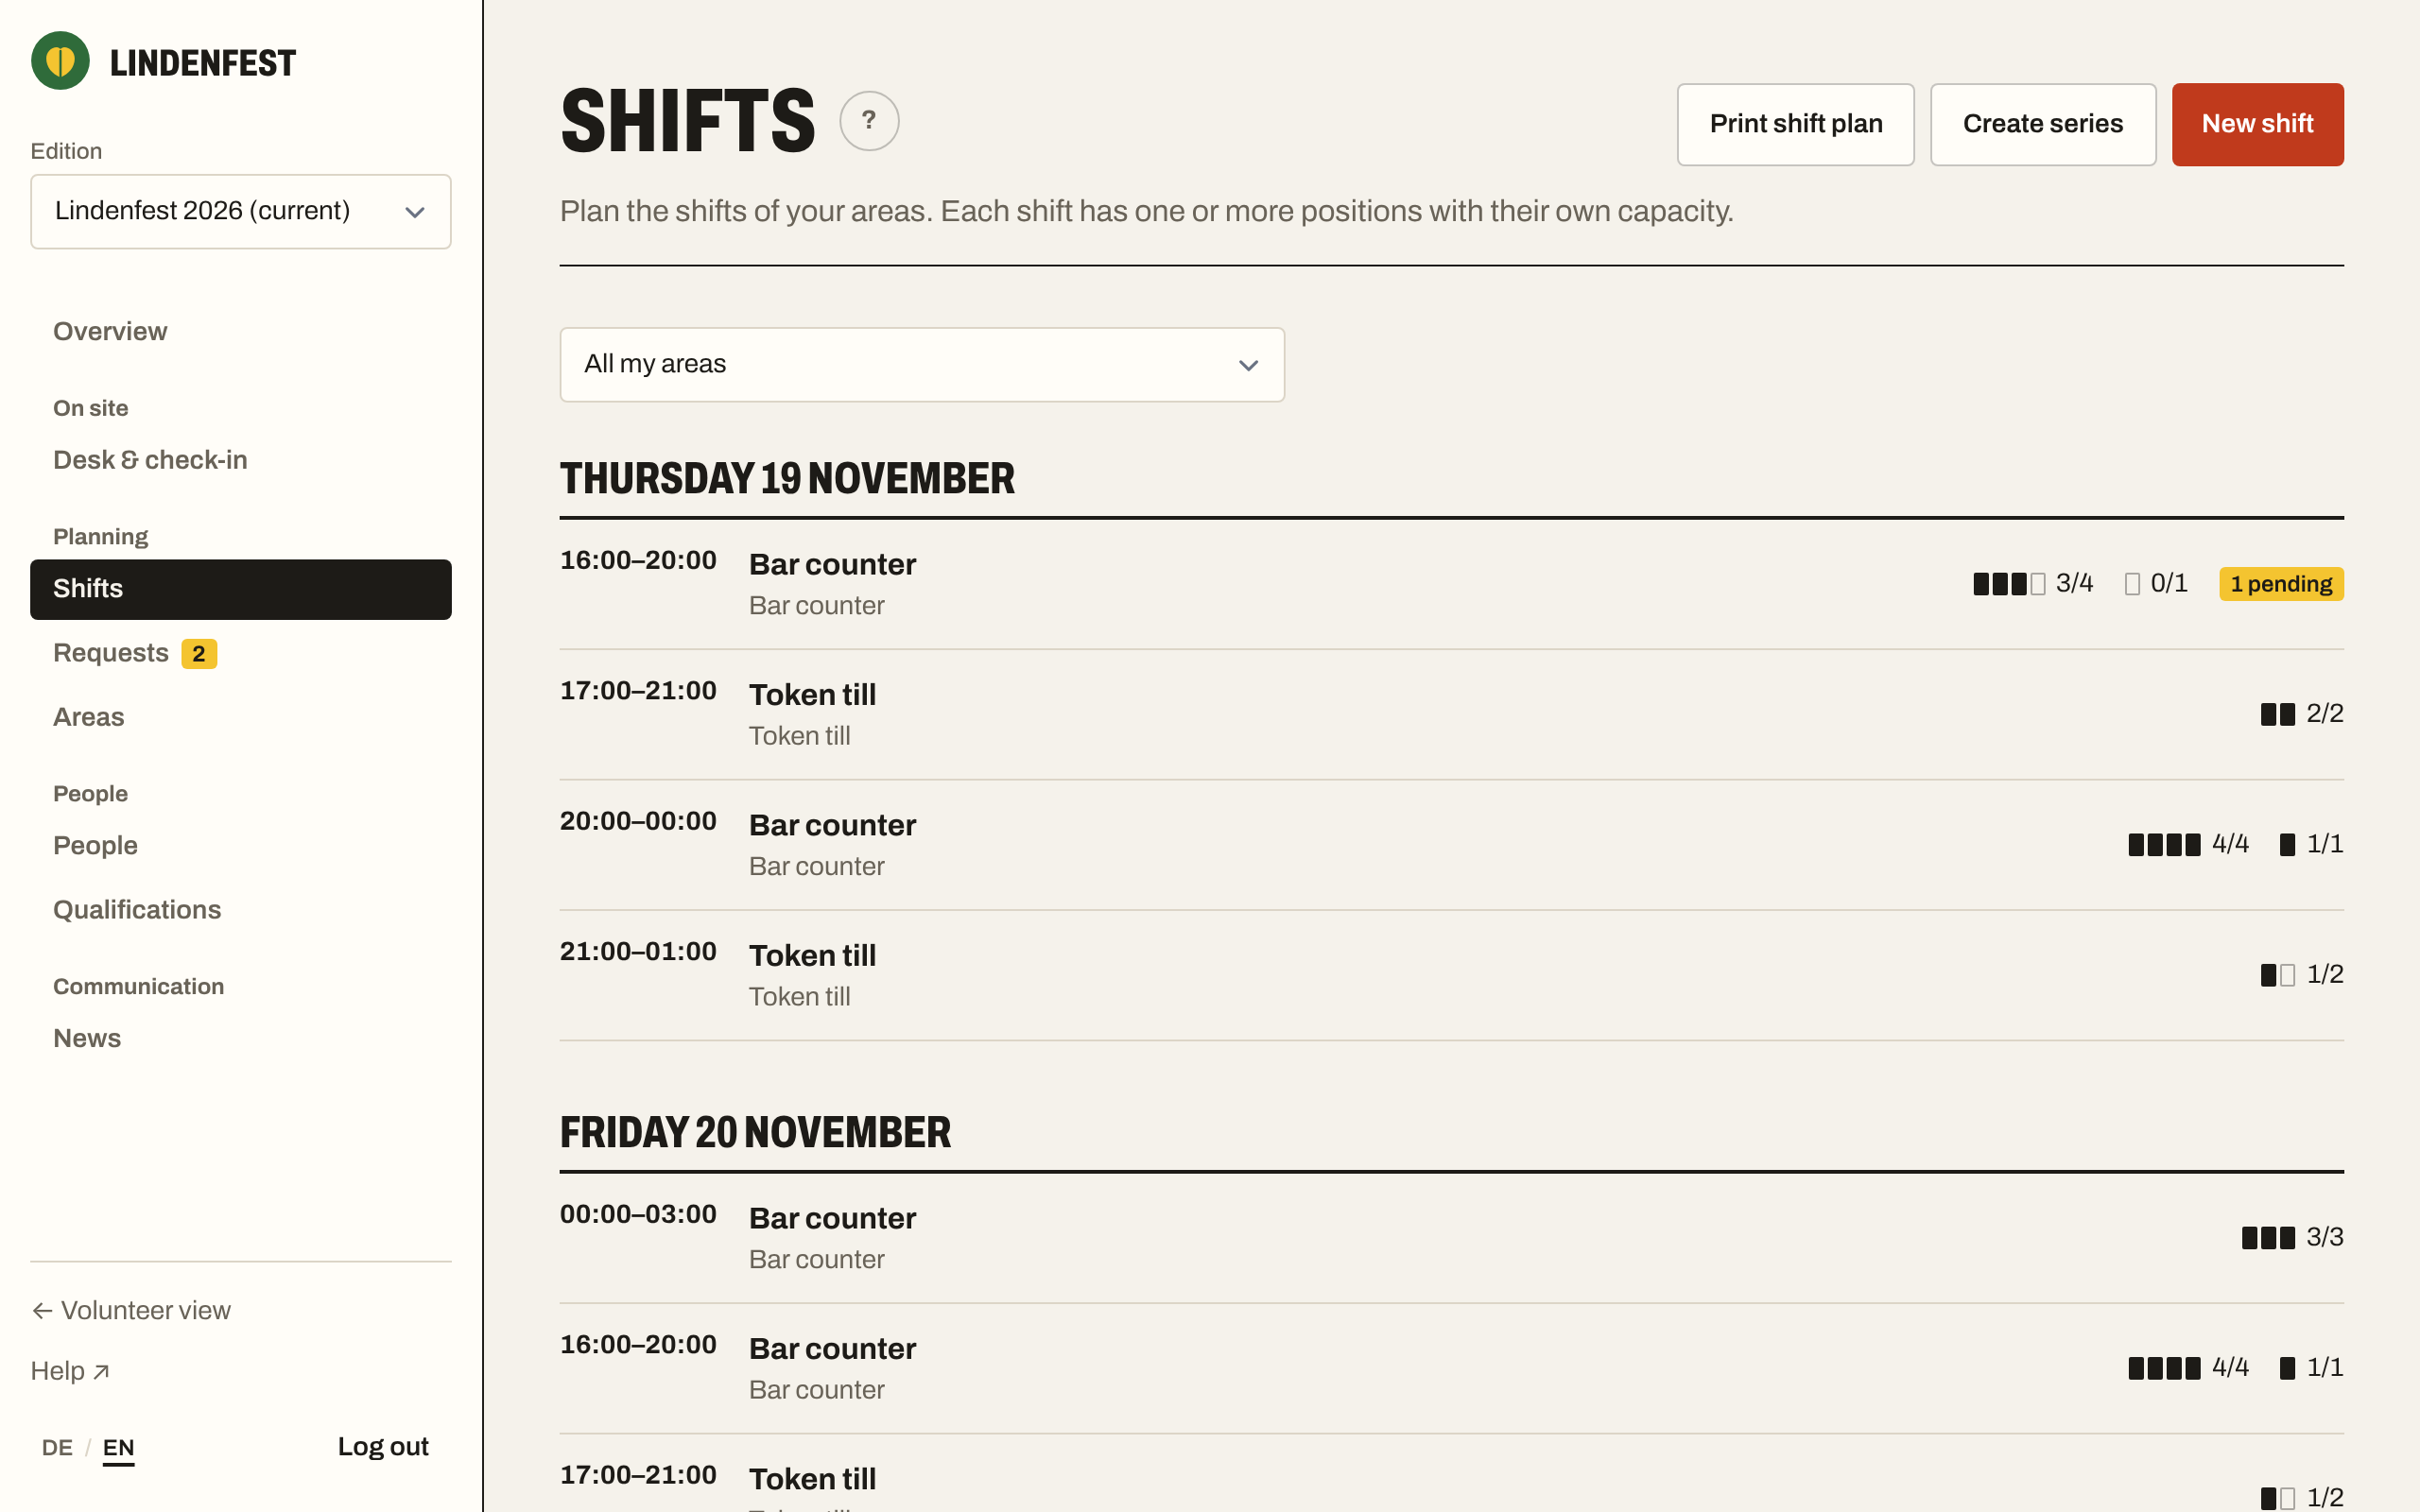 LINDENFEST
Edition
Lindenfest 2026 (current)
Overview
On site
Desk & check-in
Planning
Shifts
Requests 2
Areas
People
People
Qualifications
Communication
News
← Volunteer view
Help ↗
DE / EN
Log out
SHIFTS ?
Print shift plan
Create series
New shift
Plan the shifts of your areas. Each shift has one or more positions with their own capacity.
All my areas
THURSDAY 19 NOVEMBER
16:00–20:00 Bar counter 3/4 0/1 1 pending
Bar counter
17:00–21:00 Token till 2/2
Token till
20:00–00:00 Bar counter 4/4 1/1
Bar counter
21:00–01:00 Token till 1/2
Token till
FRIDAY 20 NOVEMBER
00:00–03:00 Bar counter 3/3
Bar counter
16:00–20:00 Bar counter 4/4 1/1
Bar counter
17:00–21:00 Token till 1/2